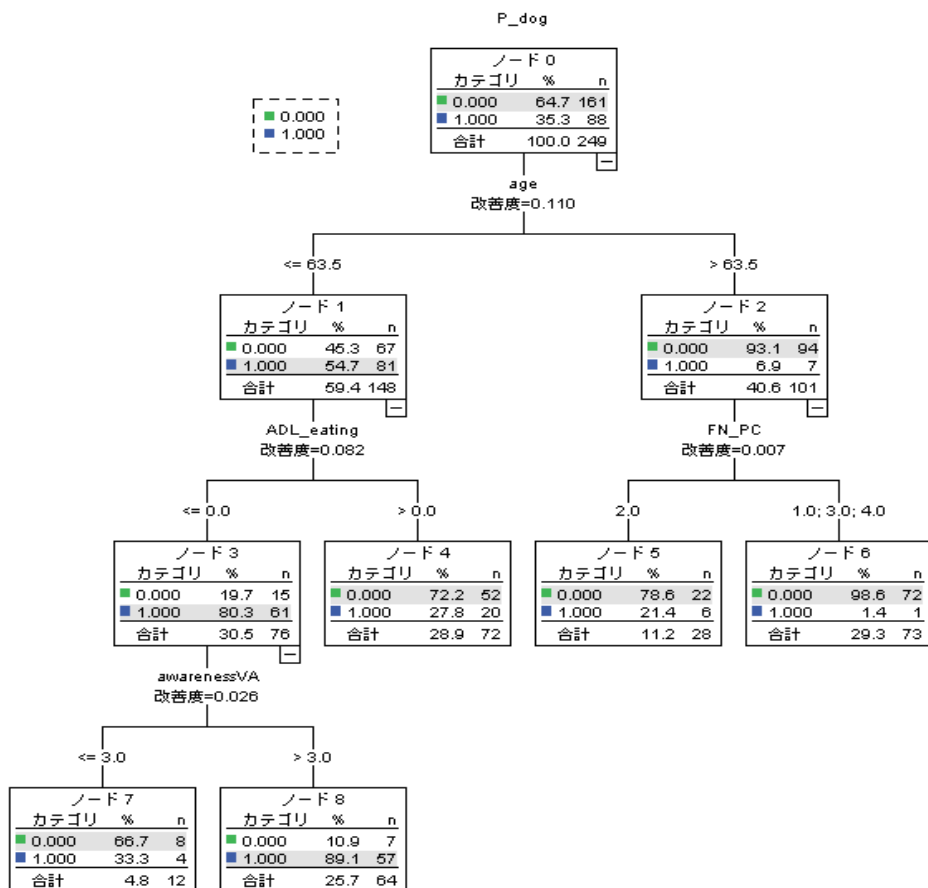 P_dog
0.000
1.000
ノード 0
カテゴリ % n
0.000 64.7 161
1.000 35.3 88
合計 100.0 249
age
改善度=0.110
<= 63.5
> 63.5
ノード 1
カテゴリ % n
0.000 45.3 67
1.000 54.7 81
合計 59.4 148
ノード 2
カテゴリ % n
0.000 93.1 94
1.000 6.9 7
合計 40.6 101
ADL_eating
改善度=0.082
FN_PC
改善度=0.007
<= 0.0
> 0.0
2.0
1.0; 3.0; 4.0
ノード 3
カテゴリ % n
0.000 19.7 15
1.000 80.3 61
合計 30.5 76
ノード 4
カテゴリ % n
0.000 72.2 52
1.000 27.8 20
合計 28.9 72
ノード 5
カテゴリ % n
0.000 78.6 22
1.000 21.4 6
合計 11.2 28
ノード 6
カテゴリ % n
0.000 98.6 72
1.000 1.4 1
合計 29.3 73
awarenessVA
改善度=0.026
<= 3.0
> 3.0
ノード 7
カテゴリ % n
0.000 66.7 8
1.000 33.3 4
合計 4.8 12
ノード 8
カテゴリ % n
0.000 10.9 7
1.000 89.1 57
合計 25.7 64